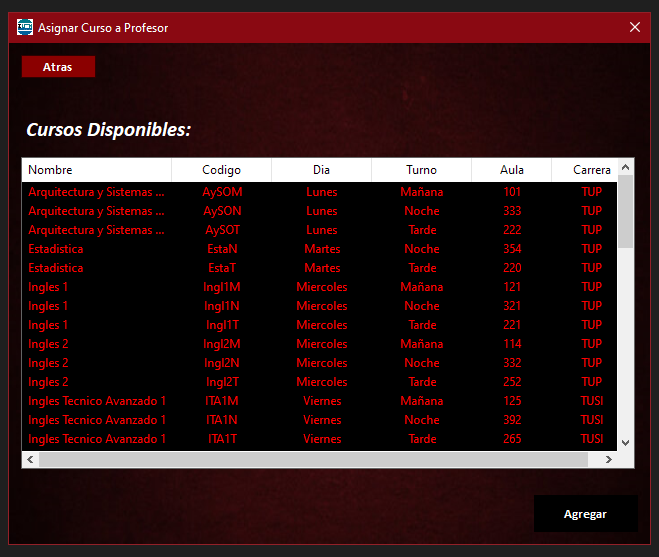 Asignar Curso a Profesor
Atras
Cursos Disponibles:
Nombre Codigo Dia Turno Aula Carrera
Arquitectura y Sistemas ... AySOM Lunes Mañana 101 TUP
Arquitectura y Sistemas ... AySON Lunes Noche 333 TUP
Arquitectura y Sistemas ... AySOT Lunes Tarde 222 TUP
Estadistica EstaN Martes Noche 354 TUP
Estadistica EstaT Martes Tarde 220 TUP
Ingles 1 Ingl1M Miercoles Mañana 121 TUP
Ingles 1 Ingl1N Miercoles Noche 321 TUP
Ingles 1 Ingl1T Miercoles Tarde 221 TUP
Ingles 2 Ingl2M Miercoles Mañana 114 TUP
Ingles 2 Ingl2N Miercoles Noche 332 TUP
Ingles 2 Ingl2T Miercoles Tarde 252 TUP
Ingles Tecnico Avanzado 1 ITA1M Viernes Mañana 125 TUSI
Ingles Tecnico Avanzado 1 ITA1N Viernes Noche 392 TUSI
Ingles Tecnico Avanzado 1 ITA1T Viernes Tarde 265 TUSI
Agregar